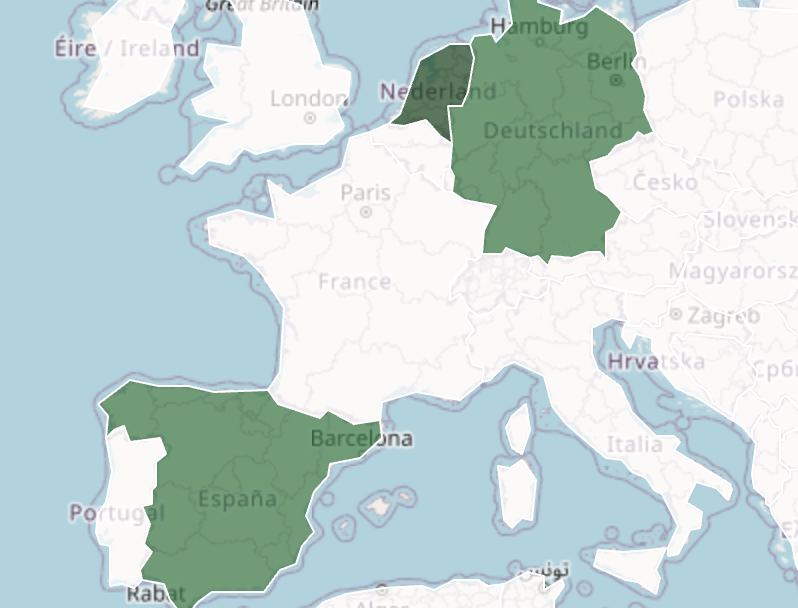 Great Britain
Hamburg
Éire / Ireland
Berlin
Nederland
London
Polska
Deutschland
Česko
Paris
Slovensk
Magyarorsz
France
Zagreb
Hrvatska
Срби
Barcelona
Italia
España
Portugal
تونس
Rabat
Alger